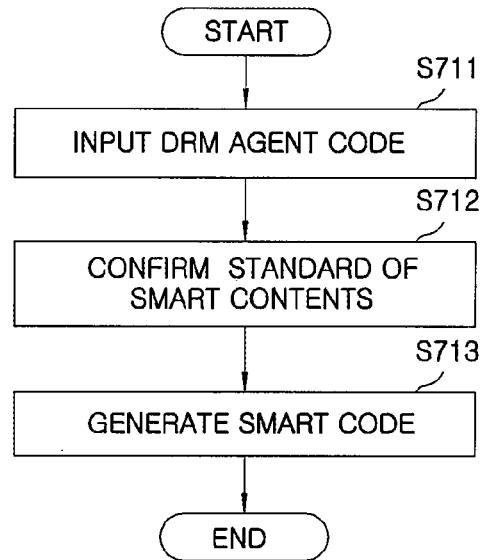 START
S711
INPUT DRM AGENT CODE
S712
CONFIRM STANDARD OF
SMART CONTENTS
S713
GENERATE SMART CODE
END